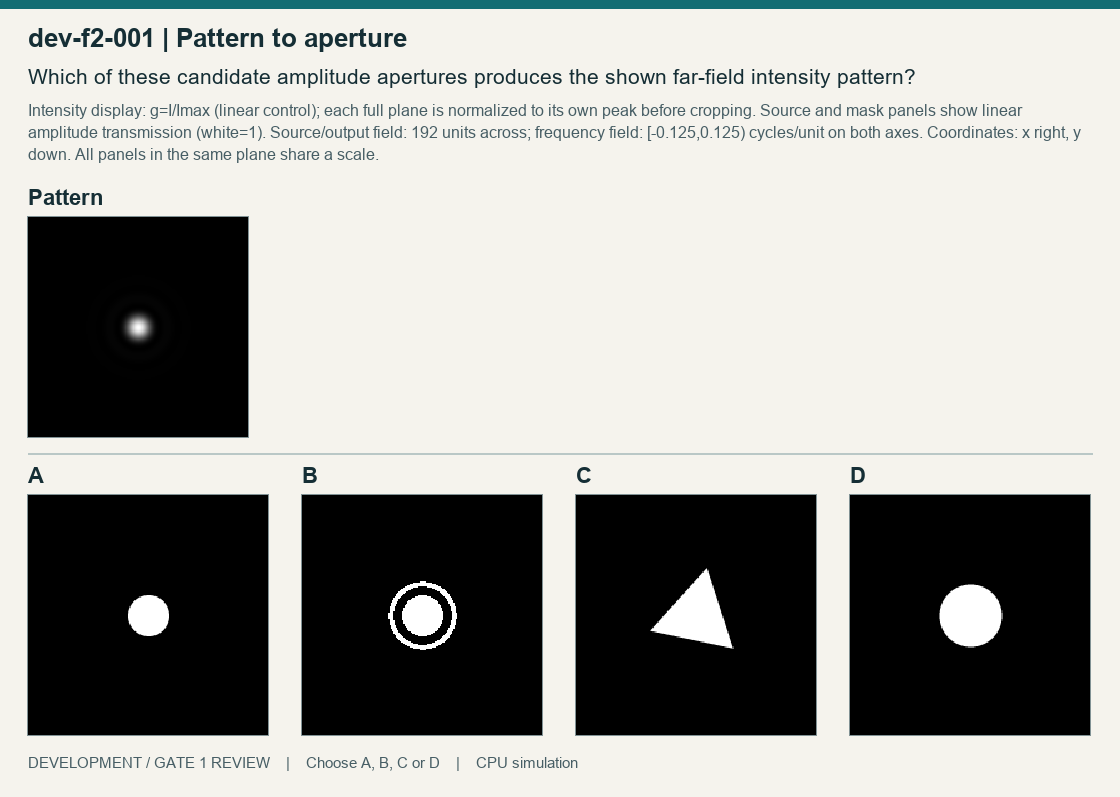 dev-f2-001 | Pattern to aperture
Which of these candidate amplitude apertures produces the shown far-field intensity pattern?
Intensity display: g=I/Imax (linear control); each full plane is normalized to its own peak before cropping. Source and mask panels show linear
amplitude transmission (white=1). Source/output field: 192 units across; frequency field: [-0.125,0.125) cycles/unit on both axes. Coordinates: x right, y
down. All panels in the same plane share a scale.
Pattern
A B C D
DEVELOPMENT / GATE 1 REVIEW | Choose A, B, C or D | CPU simulation